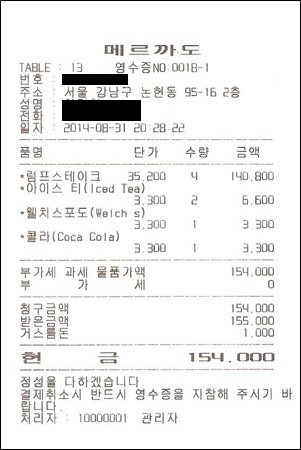 메르까도
TABLE : 13 영수증NO:001B-1
번호 :
주소 : 서울 강남구 논현동 95-16 2층
성명 :
전화 :
일자 : 2014-08-31 20:28:22
품명 단가 수량 금액
*럼프스테이크 35,200 4 140,800
*아이스 티(Iced Tea)
3,300 2 6,600
*웰치스포도(Welch s)
3,300 1 3,300
*콜라(Coca Cola)
3,300 1 3,300
부가세 과세 물품가액 154,000
부 가 세 0
청구금액 154,000
받은금액 155,000
거스름돈 1,000
현 금 154,000
정성을 다하겠습니다
결제취소시 반드시 영수증을 지참해 주시기 바
랍니다.
처리자 : 10000001 관리자